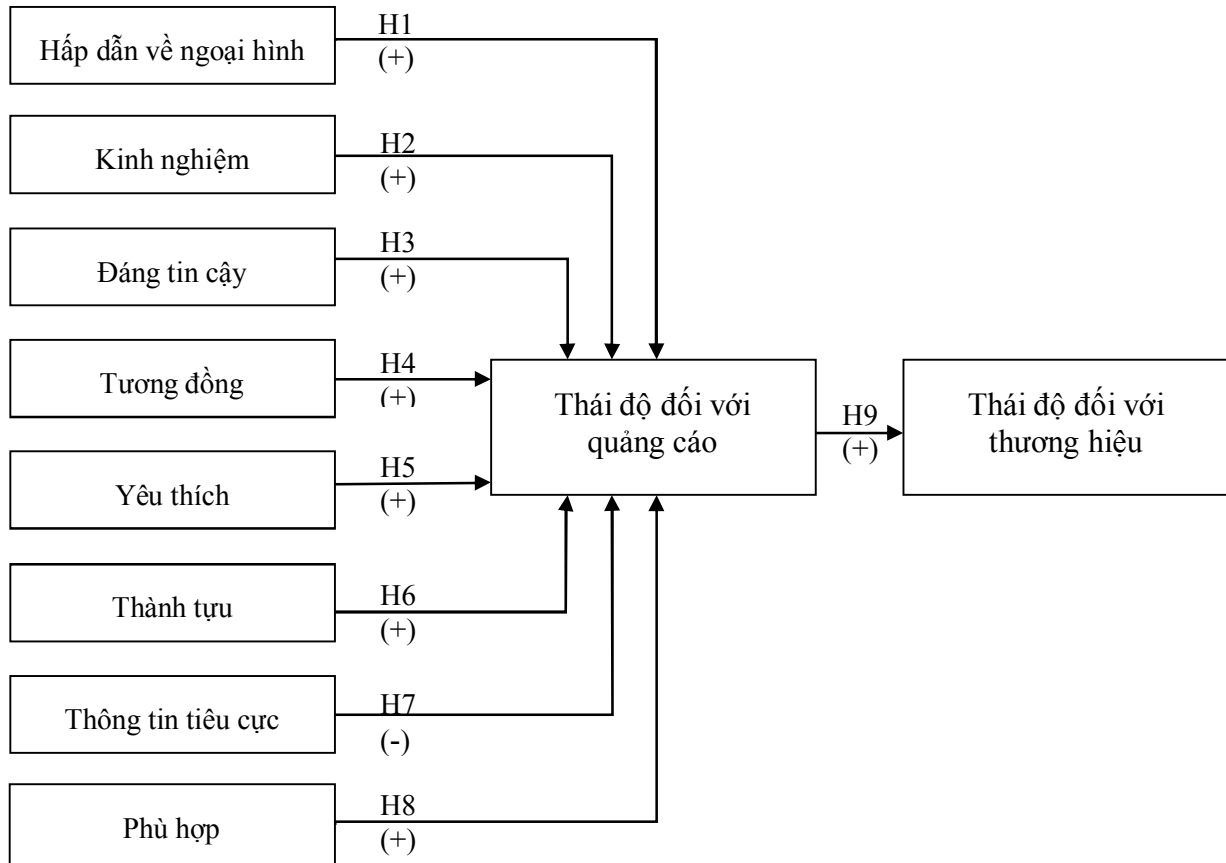 Hấp dẫn về ngoại hình
H1
(+)
Kinh nghiệm
H2
(+)
Đáng tin cậy
H3
(+)
Tương đồng
H4
(+)
Thái độ đối với
quảng cáo
H9
(+)
Thái độ đối với
thương hiệu
Yêu thích
H5
(+)
Thành tựu
H6
(+)
Thông tin tiêu cực
H7
(-)
Phù hợp
H8
(+)